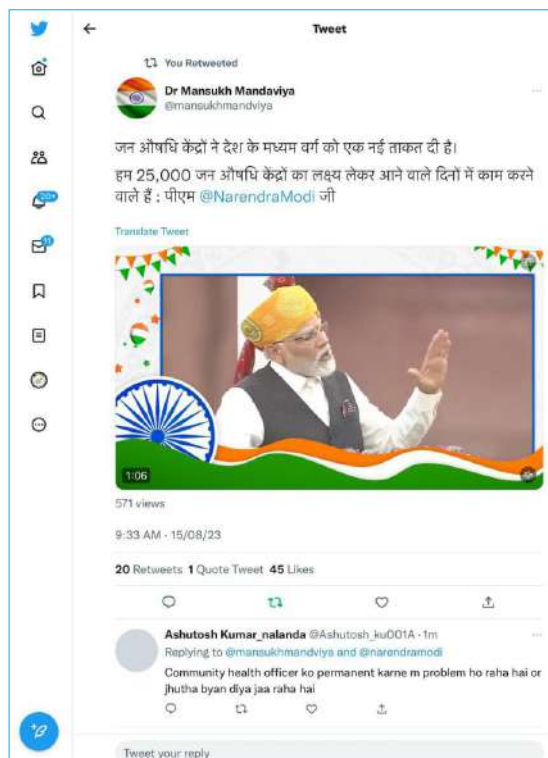 Tweet
You Retweeted
Dr Mansukh Mandaviya
@mansukhmandviya
जन औषधि केंद्रों ने देश के मध्यम वर्ग को एक नई ताकत दी है।
हम 25,000 जन औषधि केंद्रों का लक्ष्य लेकर आने वाले दिनों में काम करने
वाले हैं : पीएम @NarendraModi जी
Translate Tweet
1:06
571 views
9:33 AM · 15/08/23
20 Retweets 1 Quote Tweet 45 Likes
Ashutosh Kumar_nalanda @Ashutosh_ku001A · 1m
Replying to @mansukhmandviya and @narendramodi
Community health officer ko permanent karne m problem ho raha hai or
jhutha byan diya jaa raha hai
Tweet your reply
20+
11